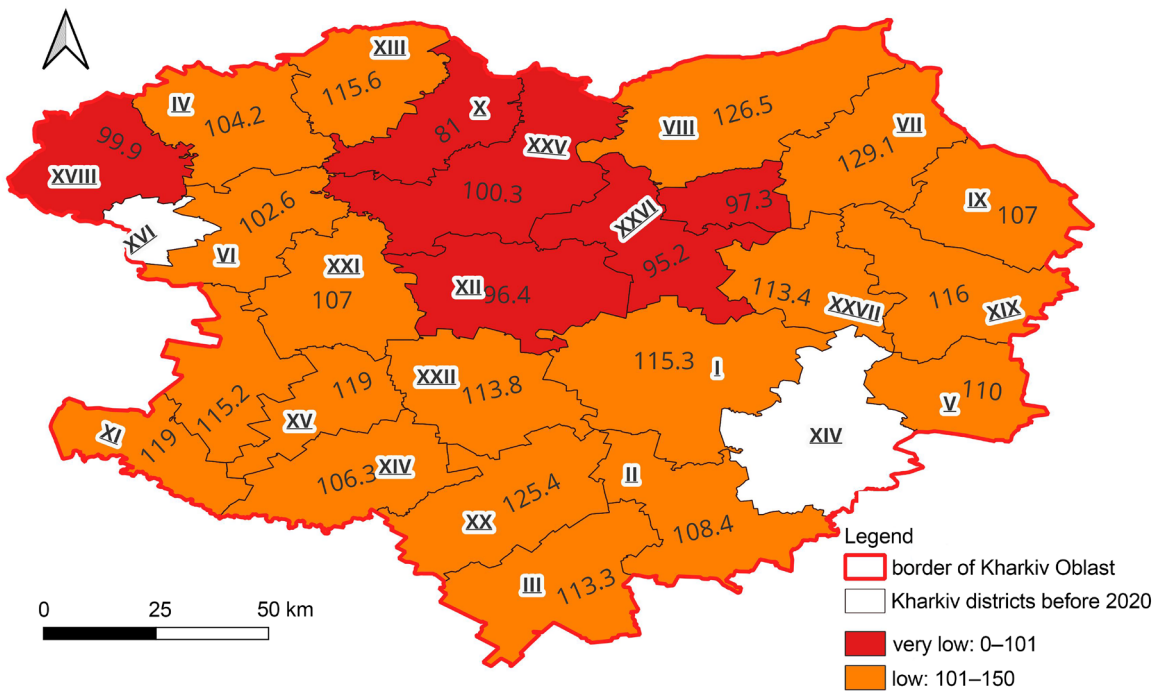 XIII
115.6
IV
104.2
X
81
126.5
VIII
VII
129.1
99.9
XVIII
XXV
100.3
IX
107
102.6
97.3
XXVI
XVI
VI
95.2
XXI
107
XII
96.4
113.4
XXVII
116
XIX
115.3
I
119
XXII
113.8
110
V
115.2
XV
XI
119
XIV
106.3
XIV
II
125.4
XX
108.4
III
113.3
Legend
border of Kharkiv Oblast
Kharkiv districts before 2020
very low: 0–101
low: 101–150
0 25 50 km